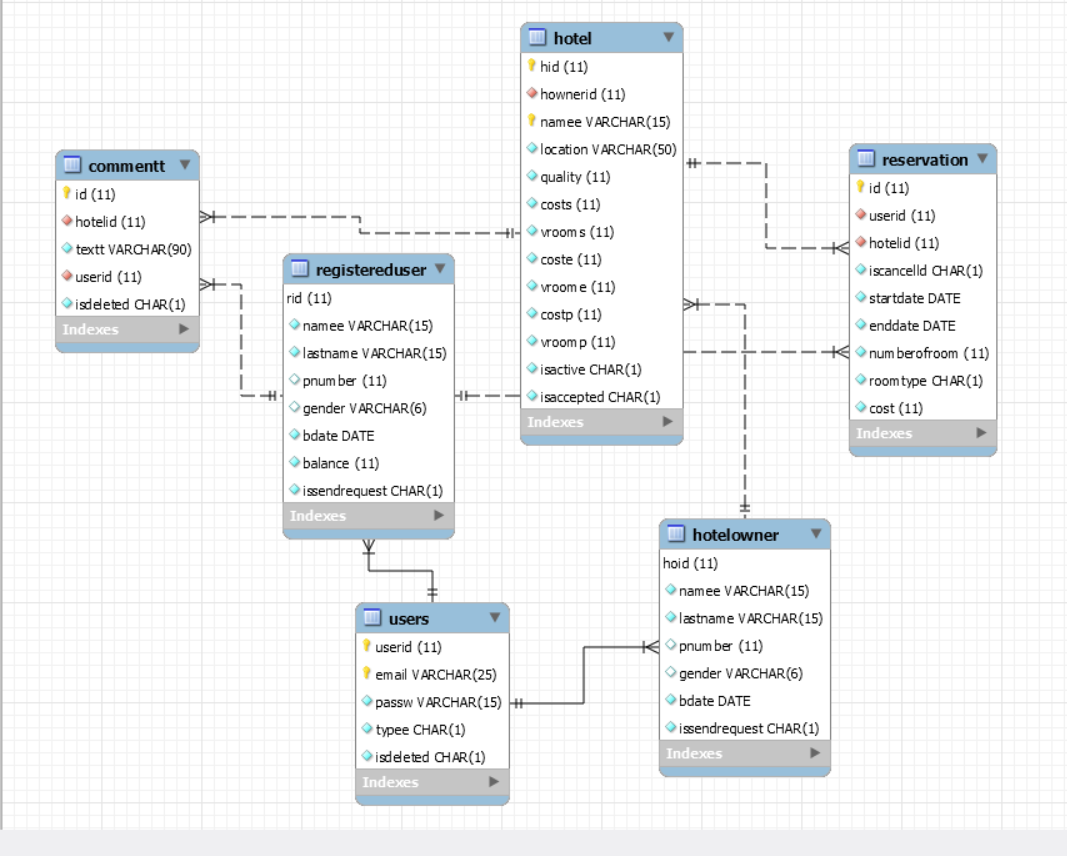 hotel
hid (11)
hownerid (11)
namee VARCHAR(15)
location VARCHAR(50)
quality (11)
costs (11)
vrooms (11)
coste (11)
vroome (11)
costp (11)
vroomp (11)
isactive CHAR(1)
isaccepted CHAR(1)
Indexes
commentt
id (11)
hotelid (11)
textt VARCHAR(90)
userid (11)
isdeleted CHAR(1)
Indexes
reservation
id (11)
userid (11)
hotelid (11)
iscancelld CHAR(1)
startdate DATE
enddate DATE
numberofroom (11)
roomtype CHAR(1)
cost (11)
Indexes
registereduser
rid (11)
namee VARCHAR(15)
lastname VARCHAR(15)
pnumber (11)
gender VARCHAR(6)
bdate DATE
balance (11)
issendrequest CHAR(1)
Indexes
hotelowner
hoid (11)
namee VARCHAR(15)
lastname VARCHAR(15)
pnumber (11)
gender VARCHAR(6)
bdate DATE
issendrequest CHAR(1)
Indexes
users
userid (11)
email VARCHAR(25)
passw VARCHAR(15)
typee CHAR(1)
isdeleted CHAR(1)
Indexes